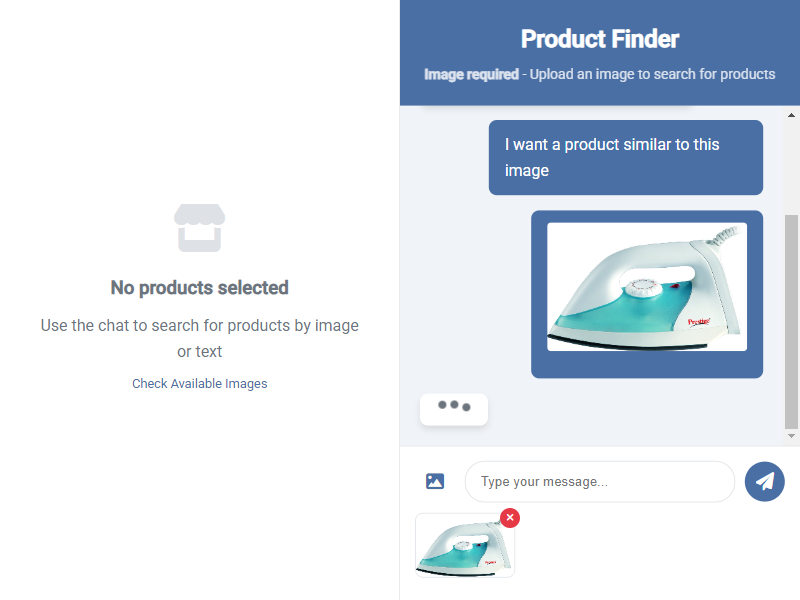 Product Finder
Image required - Upload an image to search for products
I want a product similar to this
image
Prestige
No products selected
Use the chat to search for products by image
or text
Check Available Images
Type your message...